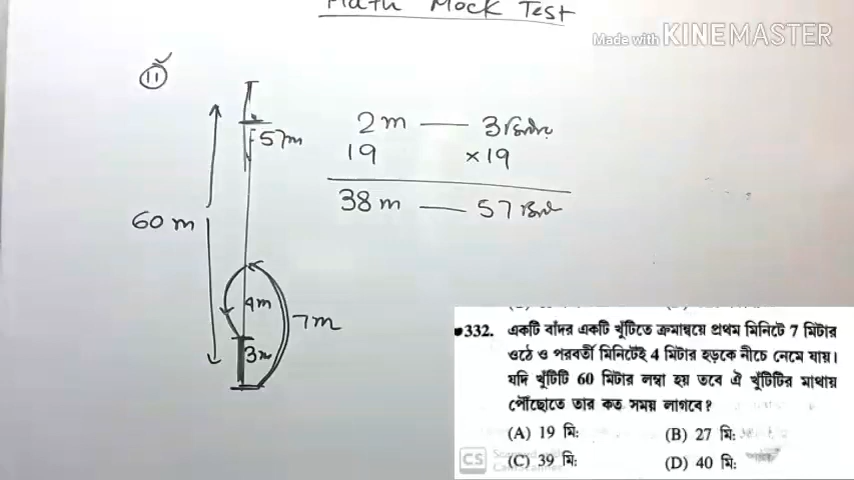 Math Mock Test
Made with KINEMASTER
11
57m
2m — 3 মিনিট
19 ×19
38m — 57 মিনিট
60 m
4m
7m
3m
332. একটি বাঁদর একটি খুঁটিতে ক্রমান্বয়ে প্রথম মিনিটে 7 মিটার
ওঠে ও পরবর্তী মিনিটেই 4 মিটার হড়কে নীচে নেমে যায়।
যদি খুঁটিটি 60 মিটার লম্বা হয় তবে ঐ খুঁটিটির মাথায়
পৌঁছোতে তার কত সময় লাগবে?
(A) 19 মি: (B) 27 মি:
(C) 39 মি: (D) 40 মি:
CS